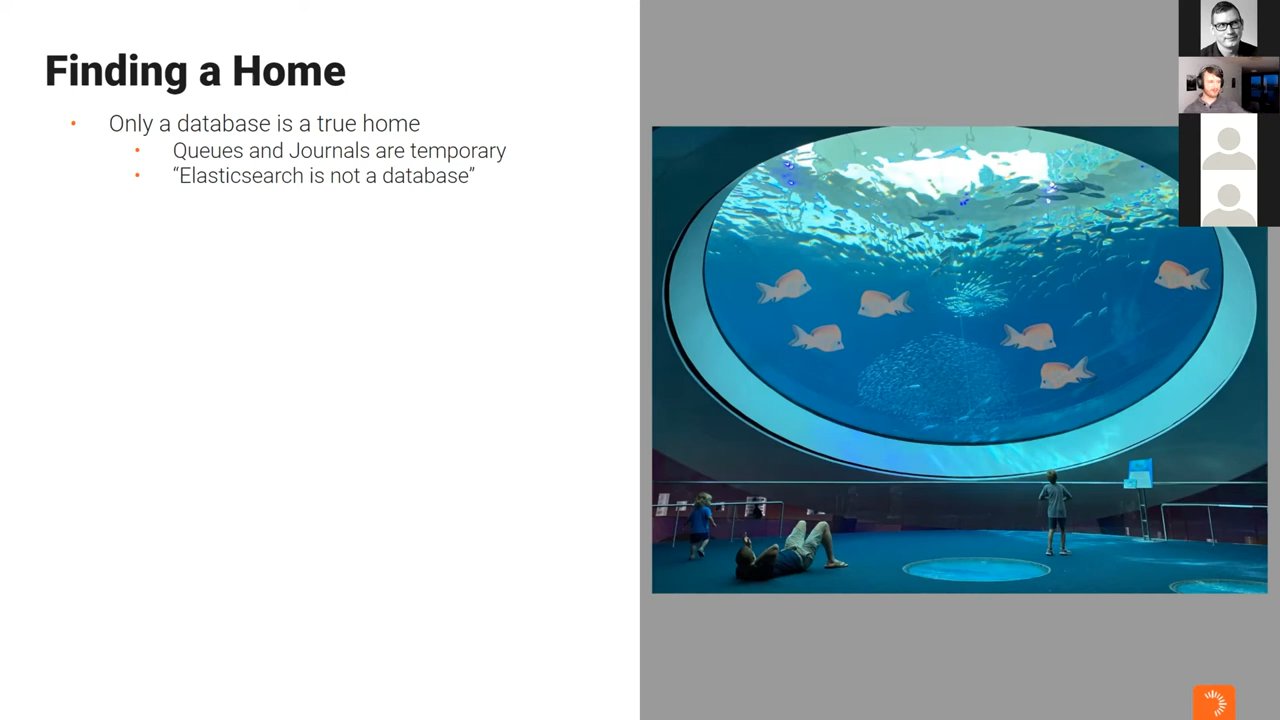 Finding a Home
Only a database is a true home
Queues and Journals are temporary
“Elasticsearch is not a database”